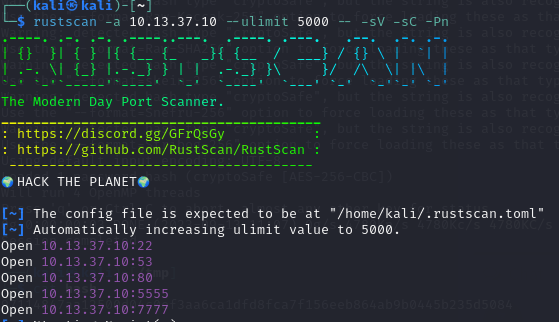 ┌──(kali㉿kali)-[~]
└─$ rustscan -a 10.13.37.10 --ulimit 5000 -- -sV -sC -Pn
The Modern Day Port Scanner.
: https://discord.gg/GFrQsGy :
: https://github.com/RustScan/RustScan :
🌍HACK THE PLANET🌍
[~] The config file is expected to be at "/home/kali/.rustscan.toml"
[~] Automatically increasing ulimit value to 5000.
Open 10.13.37.10:22
Open 10.13.37.10:53
Open 10.13.37.10:80
Open 10.13.37.10:5555
Open 10.13.37.10:7777